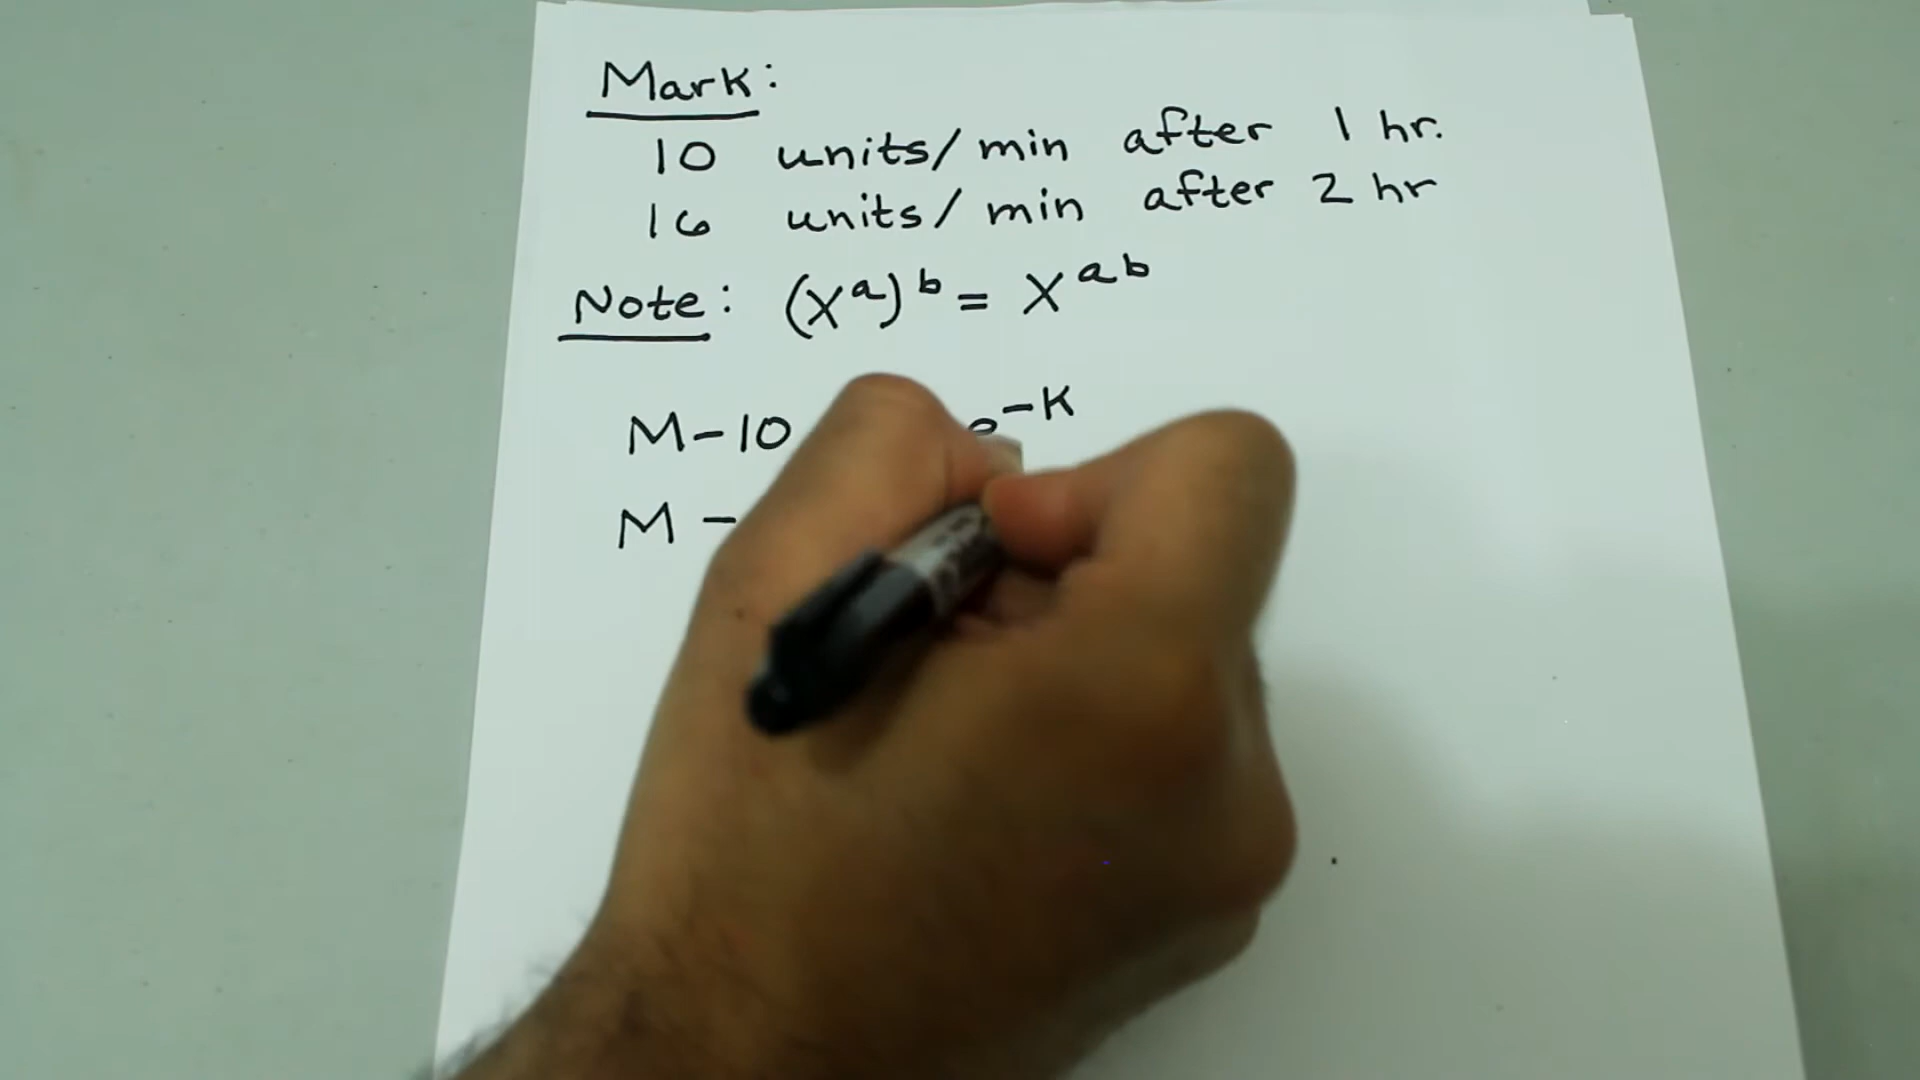 Mark:
10 units/min after 1 hr.
16 units/min after 2 hr
Note: (x^a)^b = x^ab
M-10 e^-K
M -